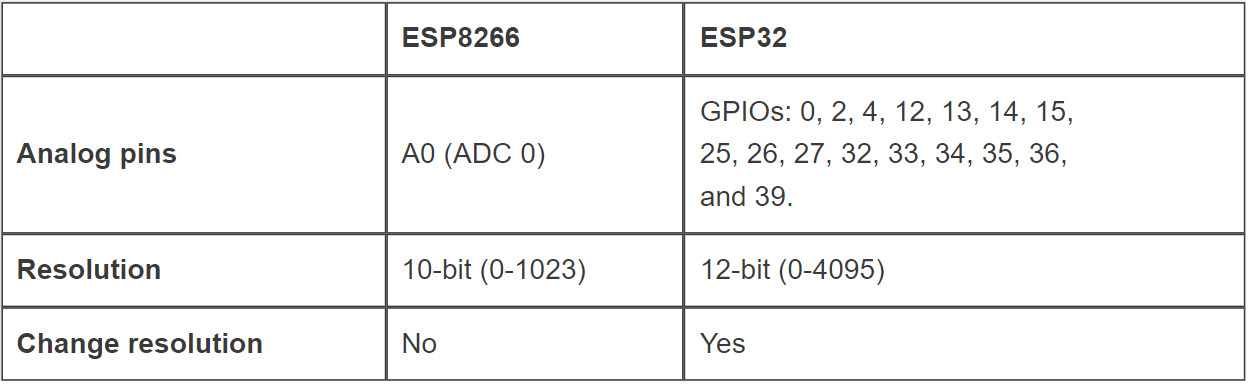 ESP8266 ESP32
Analog pins A0 (ADC 0) GPIOs: 0, 2, 4, 12, 13, 14, 15,
25, 26, 27, 32, 33, 34, 35, 36,
and 39.
Resolution 10-bit (0-1023) 12-bit (0-4095)
Change resolution No Yes